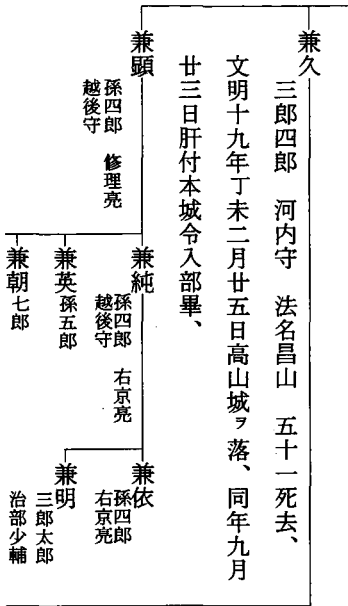 兼久
三郎四郎　河内守　法名昌山　五十一死去、
文明十九年丁未二月廿五日高山城ヲ落、同年九月
廿三日肝付本城令入部畢、
兼顕
孫四郎　修理亮
越後守
兼純
孫四郎　右京亮
越後守
兼英 孫五郎
兼朝 七郎
兼依
孫四郎
右京亮
兼明
三郎太郎
治部少輔